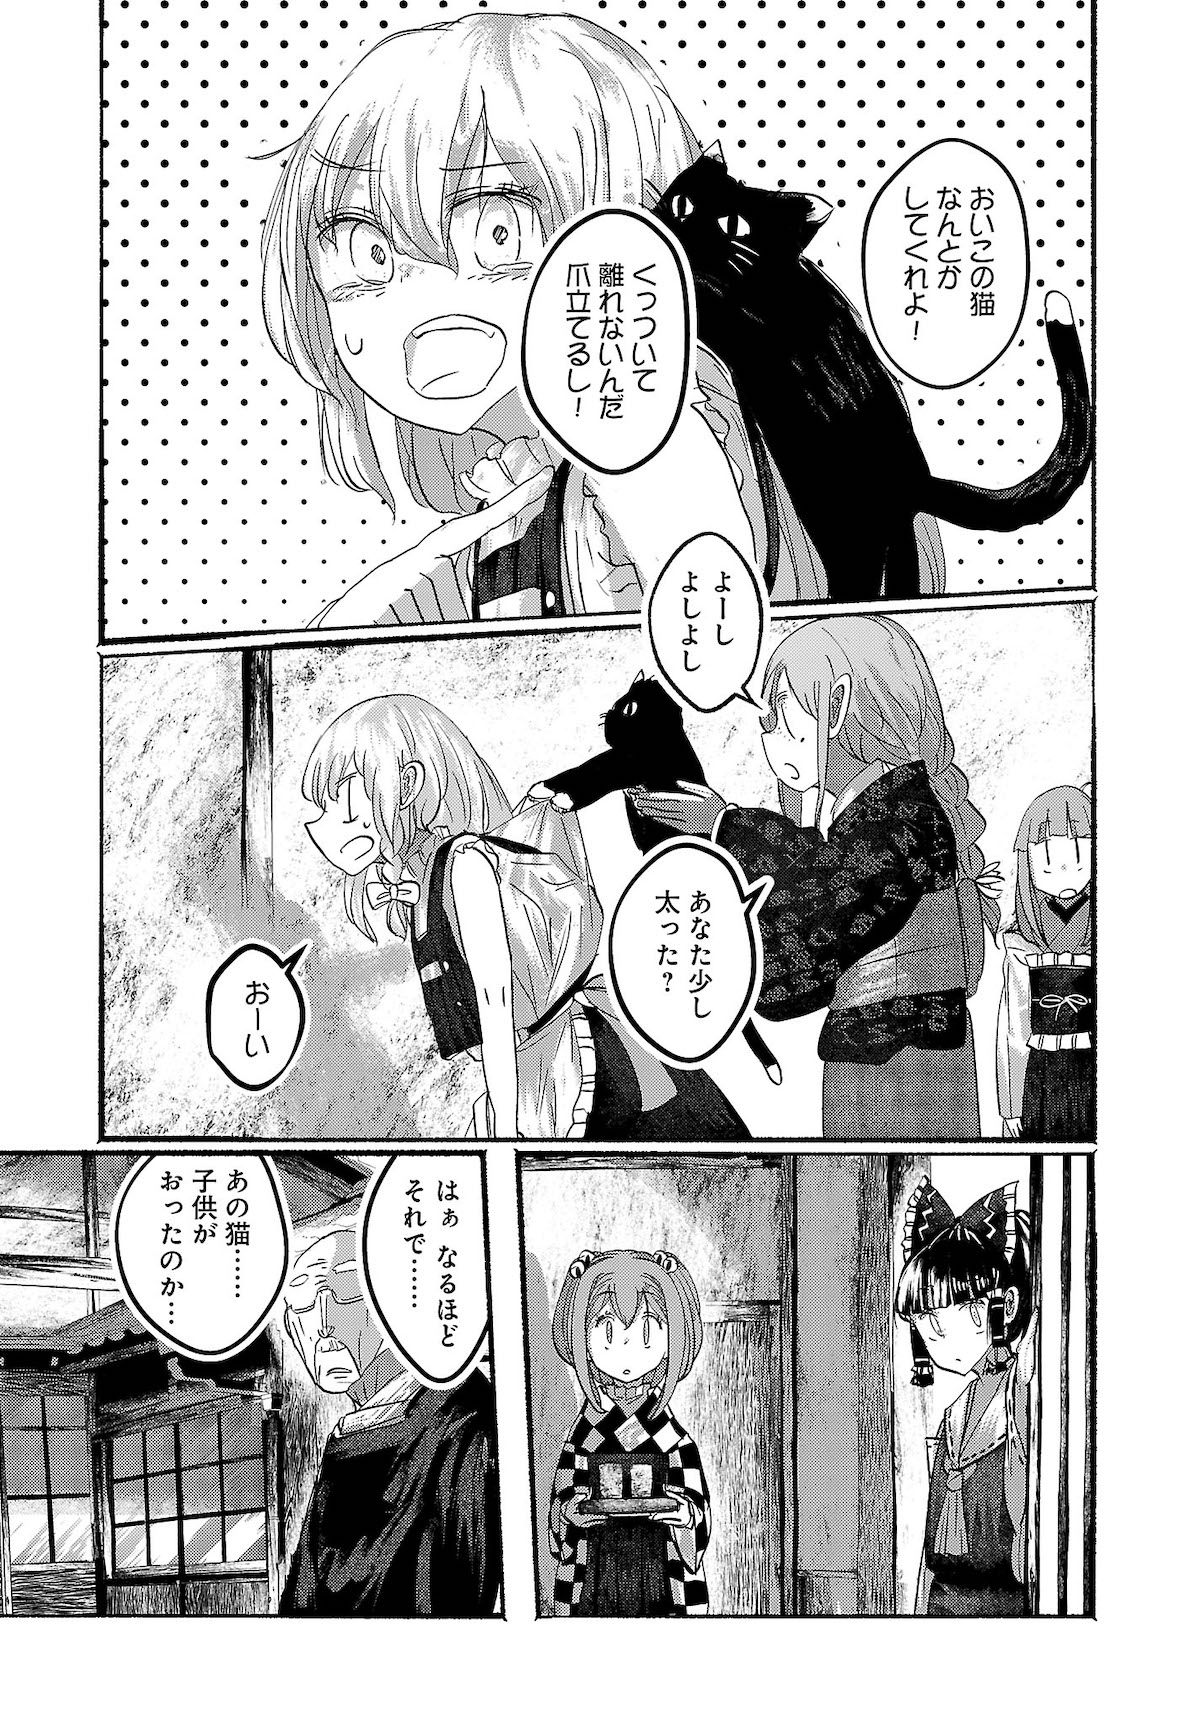 おいこの猫
なんとか
してくれよ！
くっついて
離れないんだ
爪立てるし！
よーし
よしよし
あなた少し
太った？
おーい
はぁ なるほど
それで……
あの猫……
子供が
おったのか…